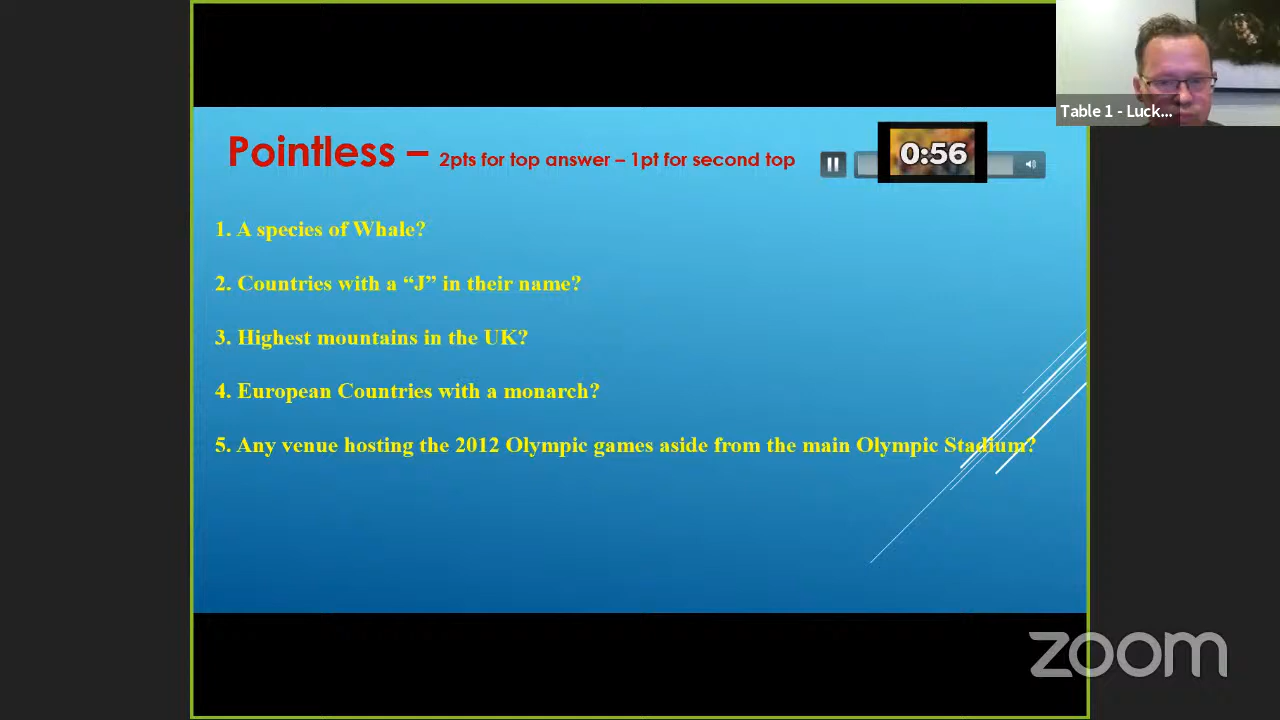 Table 1 - Luck...
Pointless – 2pts for top answer – 1pt for second top
0:56
1. A species of Whale?
2. Countries with a “J” in their name?
3. Highest mountains in the UK?
4. European Countries with a monarch?
5. Any venue hosting the 2012 Olympic games aside from the main Olympic Stadium?
zoom